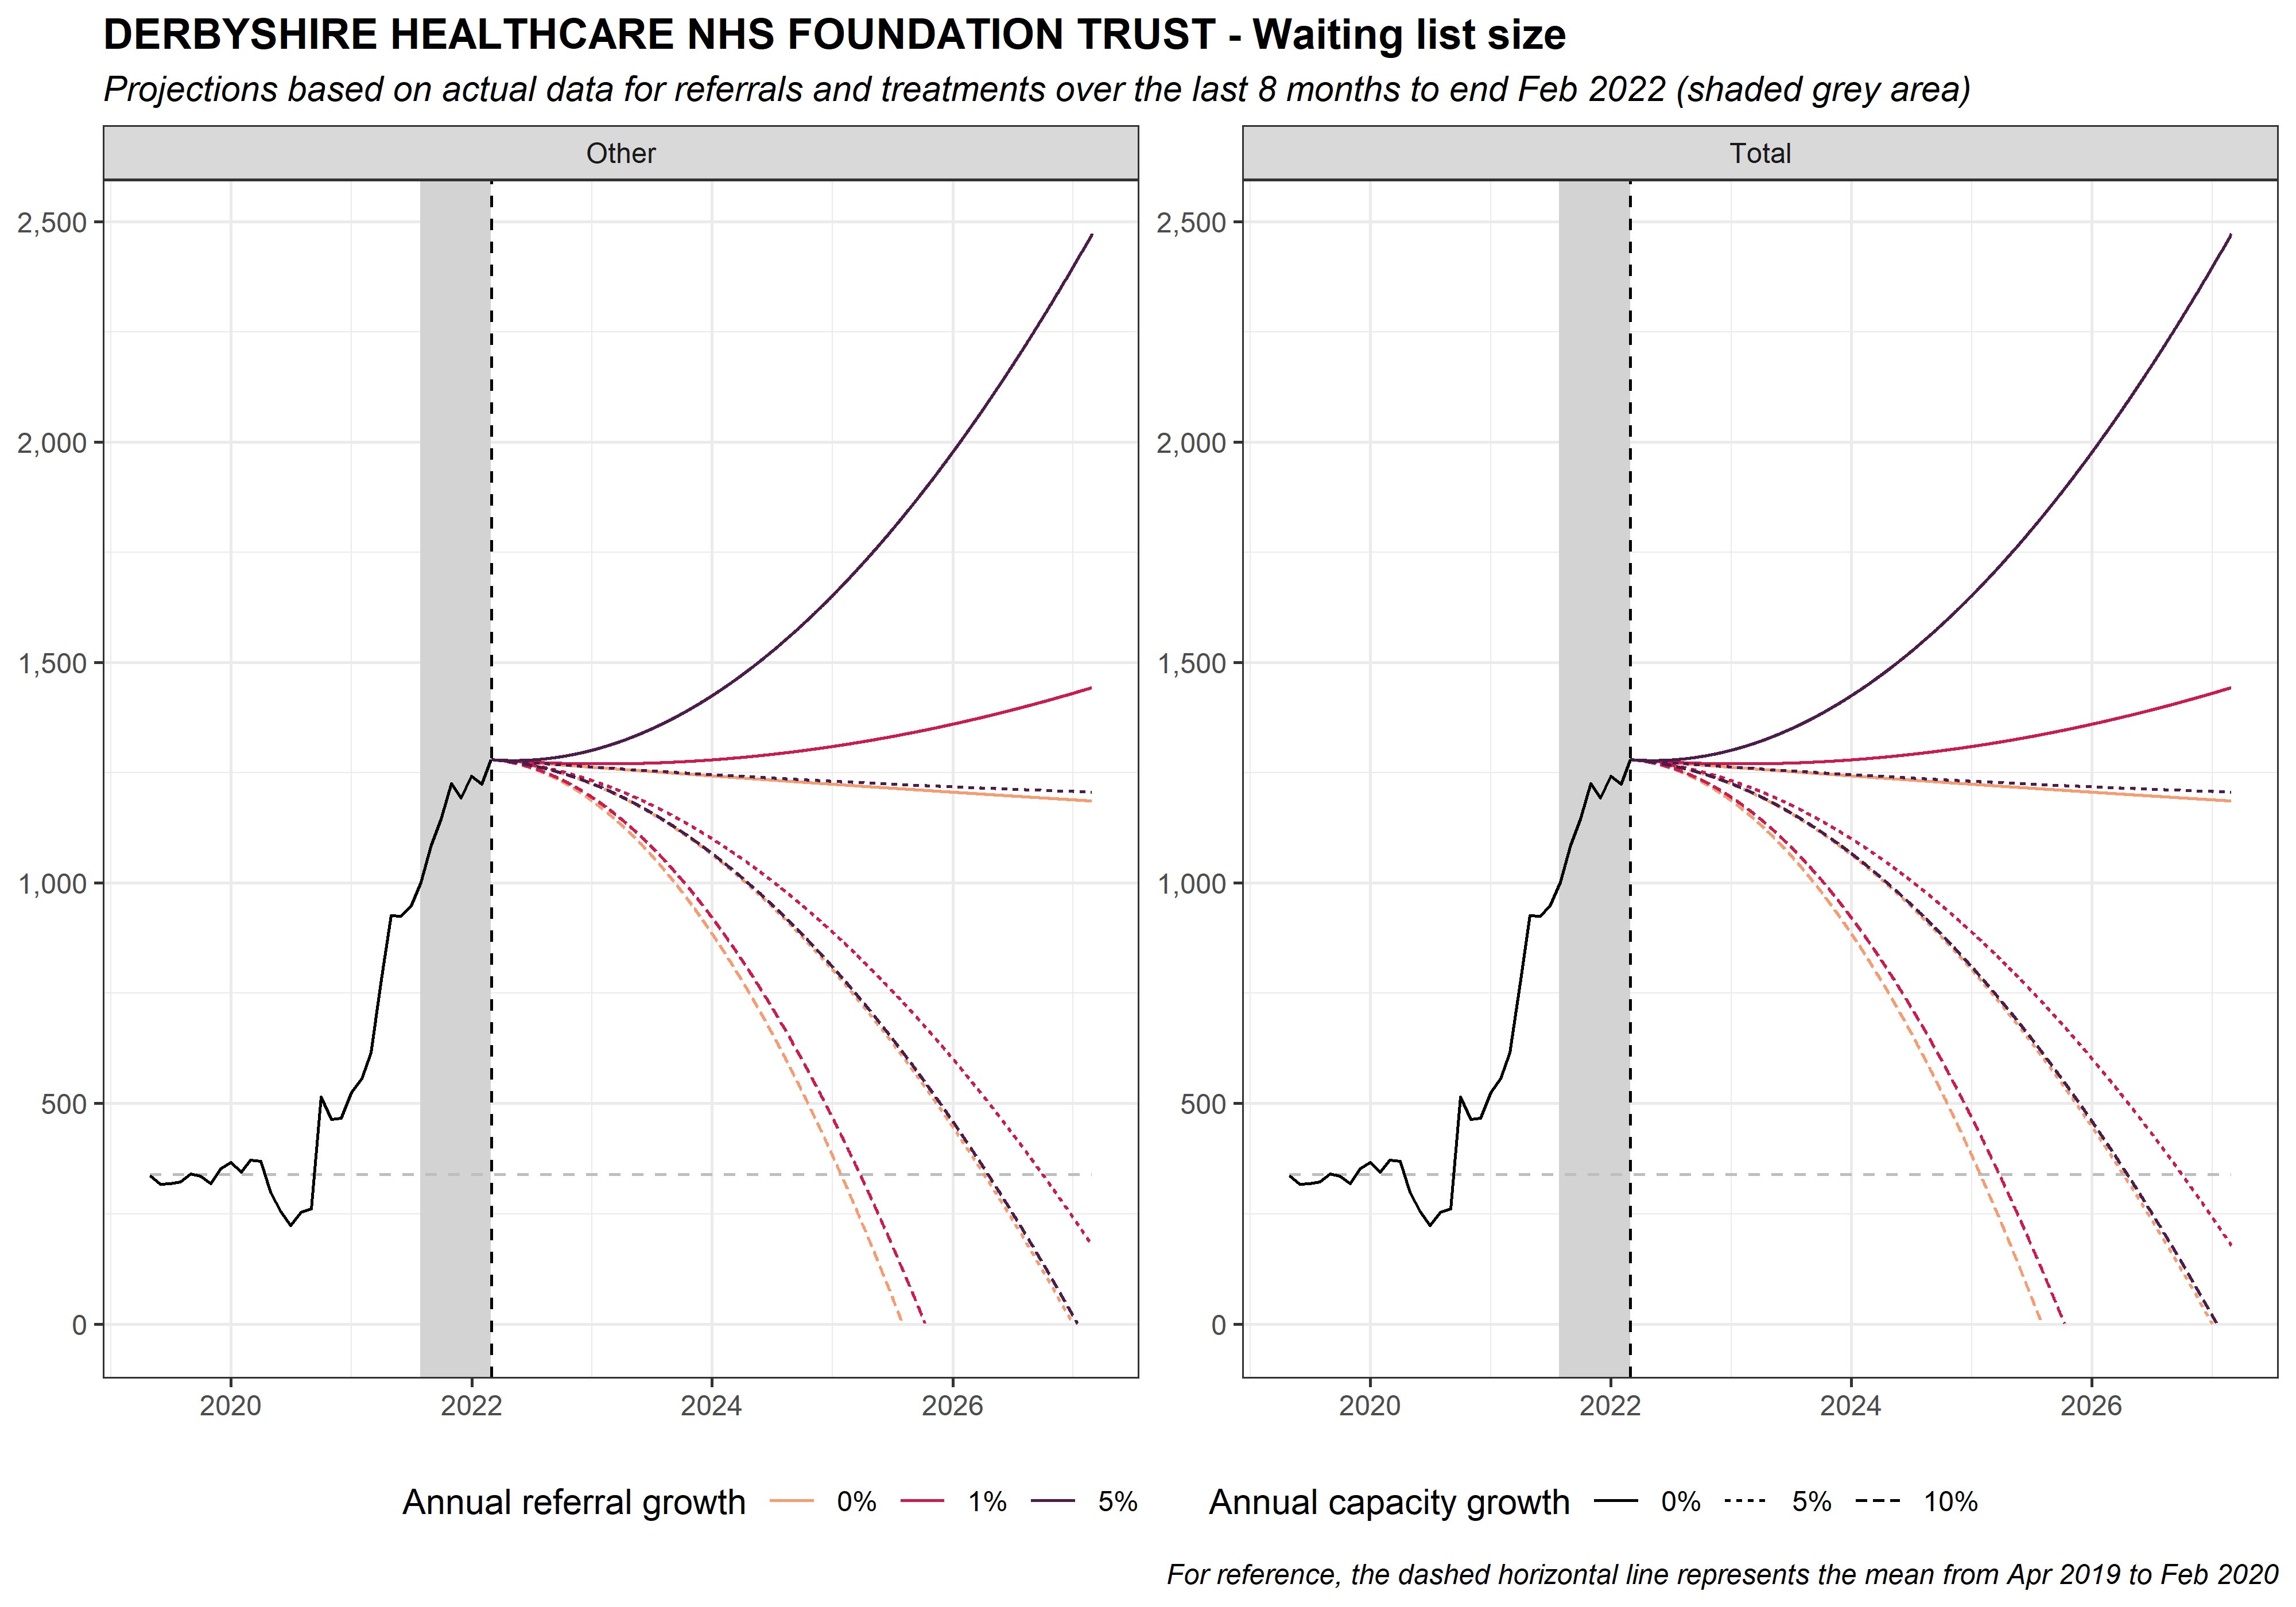 DERBYSHIRE HEALTHCARE NHS FOUNDATION TRUST - Waiting list size
Projections based on actual data for referrals and treatments over the last 8 months to end Feb 2022 (shaded grey area)
Other
Total
2,500
2,000
1,500
1,000
500
0
2,500
2,000
1,500
1,000
500
0
2020 2022 2024 2026
2020 2022 2024 2026
Annual referral growth 0% 1% 5%
Annual capacity growth 0% 5% 10%
For reference, the dashed horizontal line represents the mean from Apr 2019 to Feb 2020